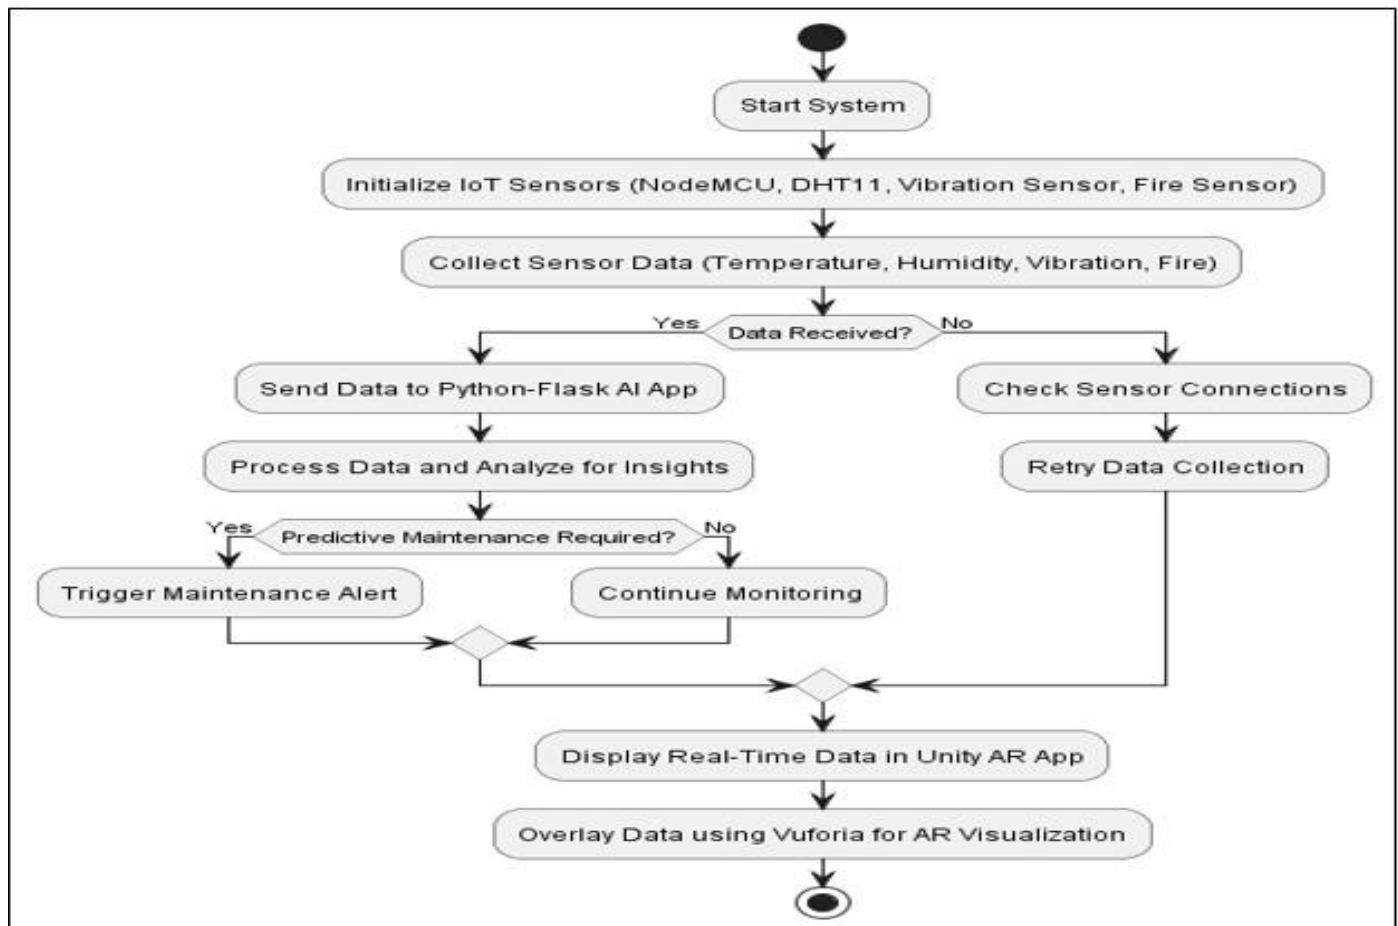 Start System
Initialize IoT Sensors (NodeMCU, DHT11, Vibration Sensor, Fire Sensor)
Collect Sensor Data (Temperature, Humidity, Vibration, Fire)
Yes
Data Received?
No
Send Data to Python-Flask AI App
Check Sensor Connections
Process Data and Analyze for Insights
Retry Data Collection
Yes
Predictive Maintenance Required?
No
Trigger Maintenance Alert
Continue Monitoring
Display Real-Time Data in Unity AR App
Overlay Data using Vuforia for AR Visualization